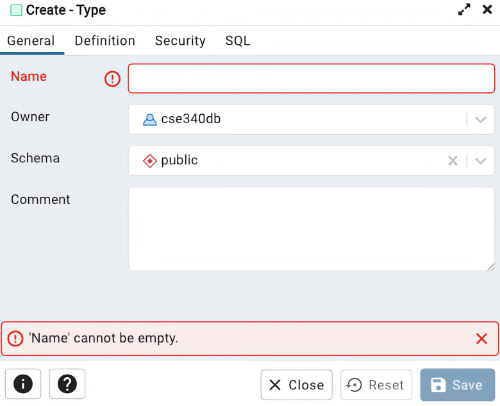 Create - Type
General Definition Security SQL
Name
Owner cse340db
Schema public
Comment
'Name' cannot be empty.
Close Reset Save